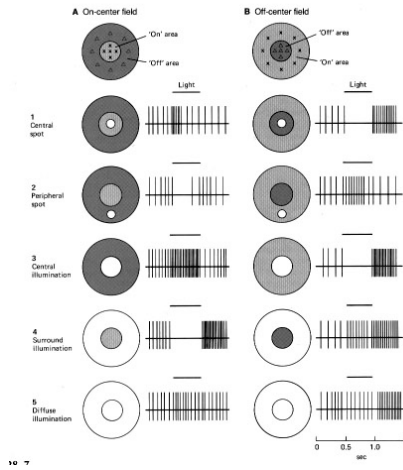 A On-center field
B Off-center field
'On' area
'Off' area
'Off' area
'On' area
Light
Light
1
Central
spot
2
Peripheral
spot
3
Central
illumination
4
Surround
illumination
5
Diffuse
illumination
0 0.5 1.0
sec